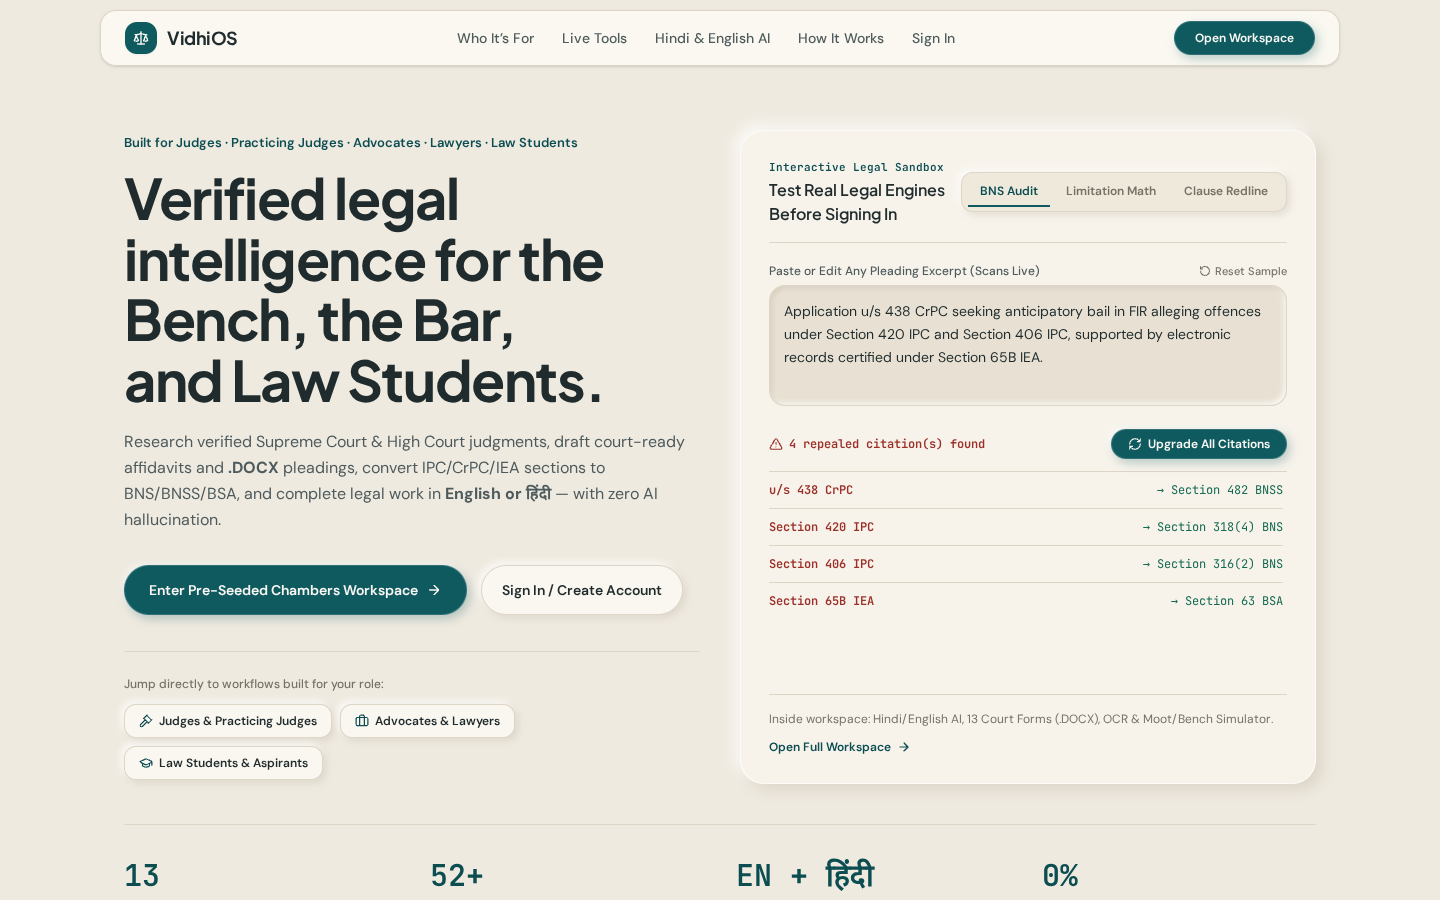 VidhiOS
Who It's For
Live Tools
Hindi & English AI
How It Works
Sign In
Open Workspace
Built for Judges · Practicing Judges · Advocates · Lawyers · Law Students
Verified legal
intelligence for the
Bench, the Bar,
and Law Students.
Research verified Supreme Court & High Court judgments, draft court-ready
affidavits and .DOCX pleadings, convert IPC/CrPC/IEA sections to
BNS/BNSS/BSA, and complete legal work in English or हिंदी — with zero AI
hallucination.
Enter Pre-Seeded Chambers Workspace →
Sign In / Create Account
Jump directly to workflows built for your role:
Judges & Practicing Judges
Advocates & Lawyers
Law Students & Aspirants
Interactive Legal Sandbox
Test Real Legal Engines
Before Signing In
BNS Audit
Limitation Math
Clause Redline
Paste or Edit Any Pleading Excerpt (Scans Live)
Reset Sample
Application u/s 438 CrPC seeking anticipatory bail in FIR alleging offences
under Section 420 IPC and Section 406 IPC, supported by electronic
records certified under Section 65B IEA.
4 repealed citation(s) found
Upgrade All Citations
u/s 438 CrPC → Section 482 BNSS
Section 420 IPC → Section 318(4) BNS
Section 406 IPC → Section 316(2) BNS
Section 65B IEA → Section 63 BSA
Inside workspace: Hindi/English AI, 13 Court Forms (.DOCX), OCR & Moot/Bench Simulator.
Open Full Workspace →
13
52+
EN + हिंदी
0%